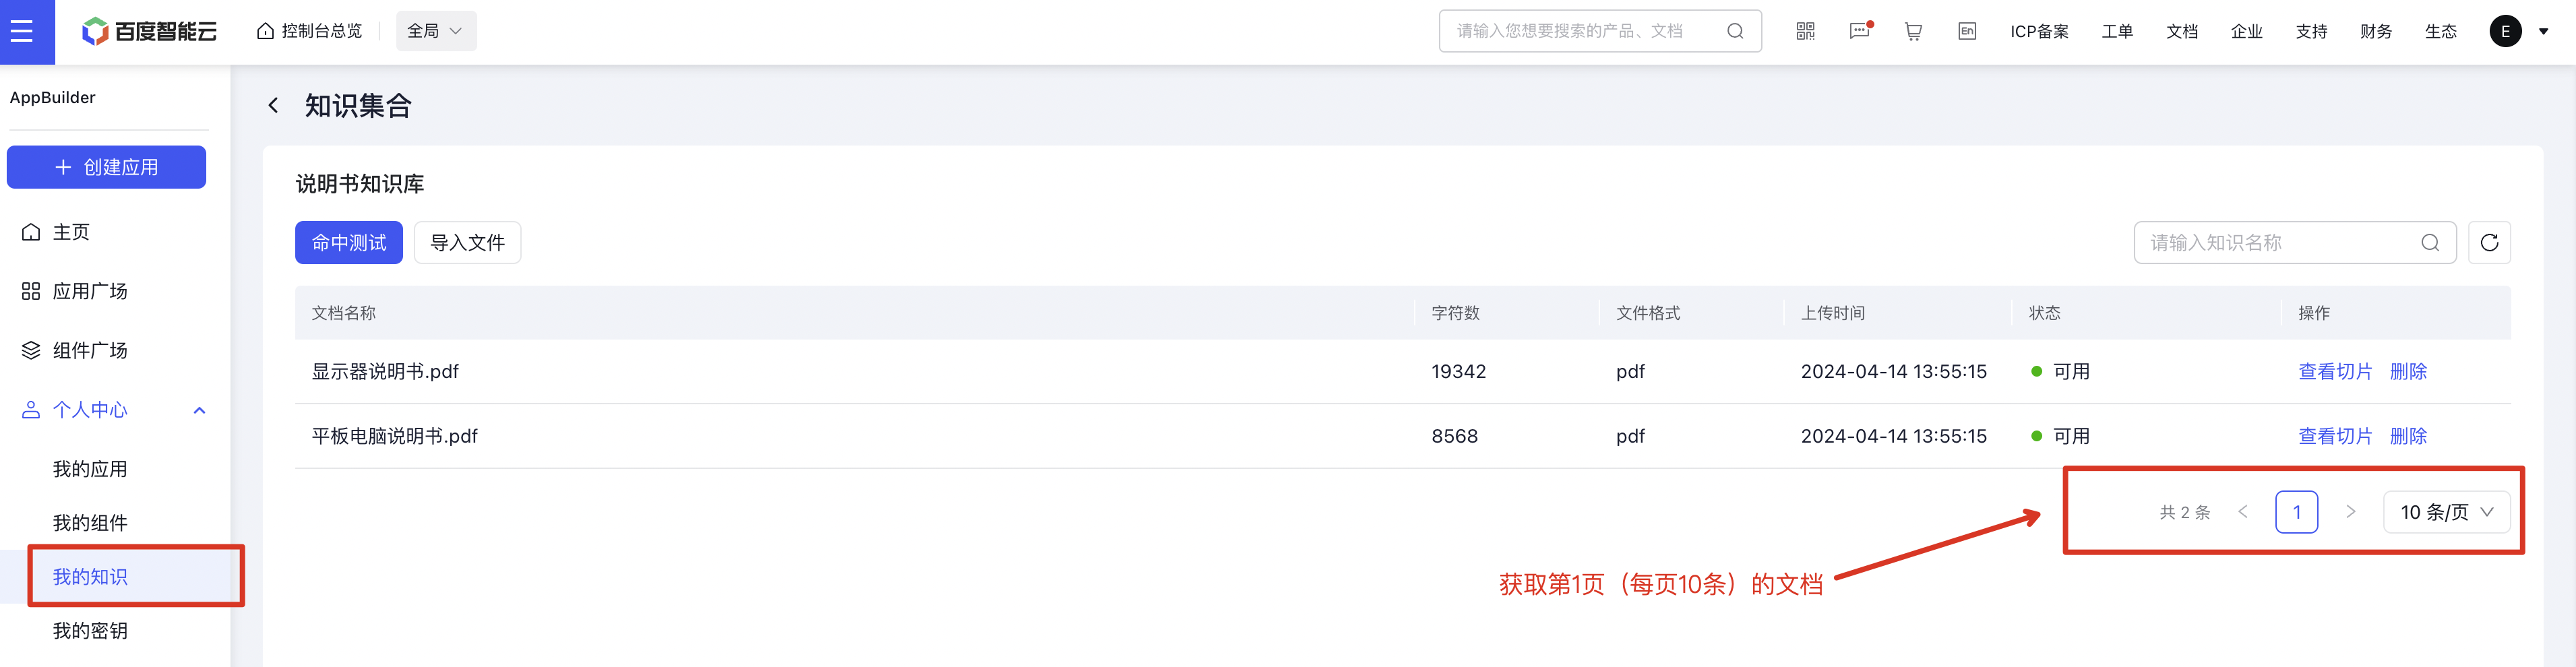 百度智能云
控制台总览
全局
请输入您想要搜索的产品、文档
En
ICP备案
工单
文档
企业
支持
财务
生态
E
AppBuilder
创建应用
主页
应用广场
组件广场
个人中心
我的应用
我的组件
我的知识
我的密钥
知识集合
说明书知识库
命中测试
导入文件
请输入知识名称
文档名称 字符数 文件格式 上传时间 状态 操作
显示器说明书.pdf 19342 pdf 2024-04-14 13:55:15 可用 查看切片 删除
平板电脑说明书.pdf 8568 pdf 2024-04-14 13:55:15 可用 查看切片 删除
共 2 条 < 1 > 10 条/页
获取第1页（每页10条）的文档